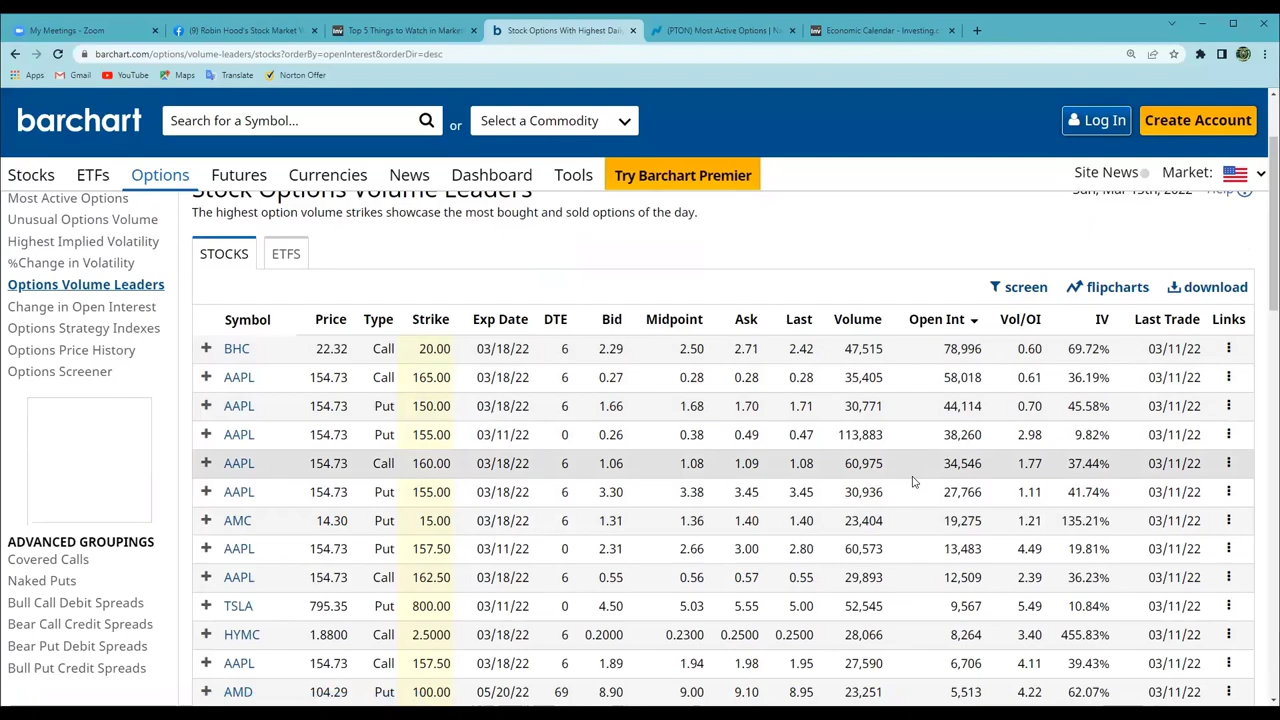 My Meetings - Zoom
(9) Robin Hood's Stock Market
Top 5 Things to Watch in Market
Stock Options With Highest Dail
(PTON) Most Active Options | N
Economic Calendar - Investing.c
barchart.com/options/volume-leaders/stocks?orderBy=openInterest&orderDir=desc
Apps Gmail YouTube Maps Translate Norton Offer
barchart Search for a Symbol... or Select a Commodity Log In Create Account
Stocks ETFs Options Futures Currencies News Dashboard Tools Try Barchart Premier Site News Market:
Most Active Options
Unusual Options Volume
Highest Implied Volatility
%Change in Volatility
Options Volume Leaders
Change in Open Interest
Options Strategy Indexes
Options Price History
Options Screener
ADVANCED GROUPINGS
Covered Calls
Naked Puts
Bull Call Debit Spreads
Bear Call Credit Spreads
Bear Put Debit Spreads
Bull Put Credit Spreads
Stock Options Volume Leaders Sun, Mar 13th, 2022 Help
The highest option volume strikes showcase the most bought and sold options of the day.
STOCKS ETFS
screen flipcharts download
Symbol Price Type Strike Exp Date DTE Bid Midpoint Ask Last Volume Open Int Vol/OI IV Last Trade Links
BHC 22.32 Call 20.00 03/18/22 6 2.29 2.50 2.71 2.42 47,515 78,996 0.60 69.72% 03/11/22
AAPL 154.73 Call 165.00 03/18/22 6 0.27 0.28 0.28 0.28 35,405 58,018 0.61 36.19% 03/11/22
AAPL 154.73 Put 150.00 03/18/22 6 1.66 1.68 1.70 1.71 30,771 44,114 0.70 45.58% 03/11/22
AAPL 154.73 Put 155.00 03/11/22 0 0.26 0.38 0.49 0.47 113,883 38,260 2.98 9.82% 03/11/22
AAPL 154.73 Call 160.00 03/18/22 6 1.06 1.08 1.09 1.08 60,975 34,546 1.77 37.44% 03/11/22
AAPL 154.73 Put 155.00 03/18/22 6 3.30 3.38 3.45 3.45 30,936 27,766 1.11 41.74% 03/11/22
AMC 14.30 Put 15.00 03/18/22 6 1.31 1.36 1.40 1.40 23,404 19,275 1.21 135.21% 03/11/22
AAPL 154.73 Put 157.50 03/11/22 0 2.31 2.66 3.00 2.80 60,573 13,483 4.49 19.81% 03/11/22
AAPL 154.73 Call 162.50 03/18/22 6 0.55 0.56 0.57 0.55 29,893 12,509 2.39 36.23% 03/11/22
TSLA 795.35 Put 800.00 03/11/22 0 4.50 5.03 5.55 5.00 52,545 9,567 5.49 10.84% 03/11/22
HYMC 1.8800 Call 2.5000 03/18/22 6 0.2000 0.2300 0.2500 0.2500 28,066 8,264 3.40 455.83% 03/11/22
AAPL 154.73 Call 157.50 03/18/22 6 1.89 1.94 1.98 1.95 27,590 6,706 4.11 39.43% 03/11/22
AMD 104.29 Put 100.00 05/20/22 69 8.90 9.00 9.10 8.95 23,251 5,513 4.22 62.07% 03/11/22